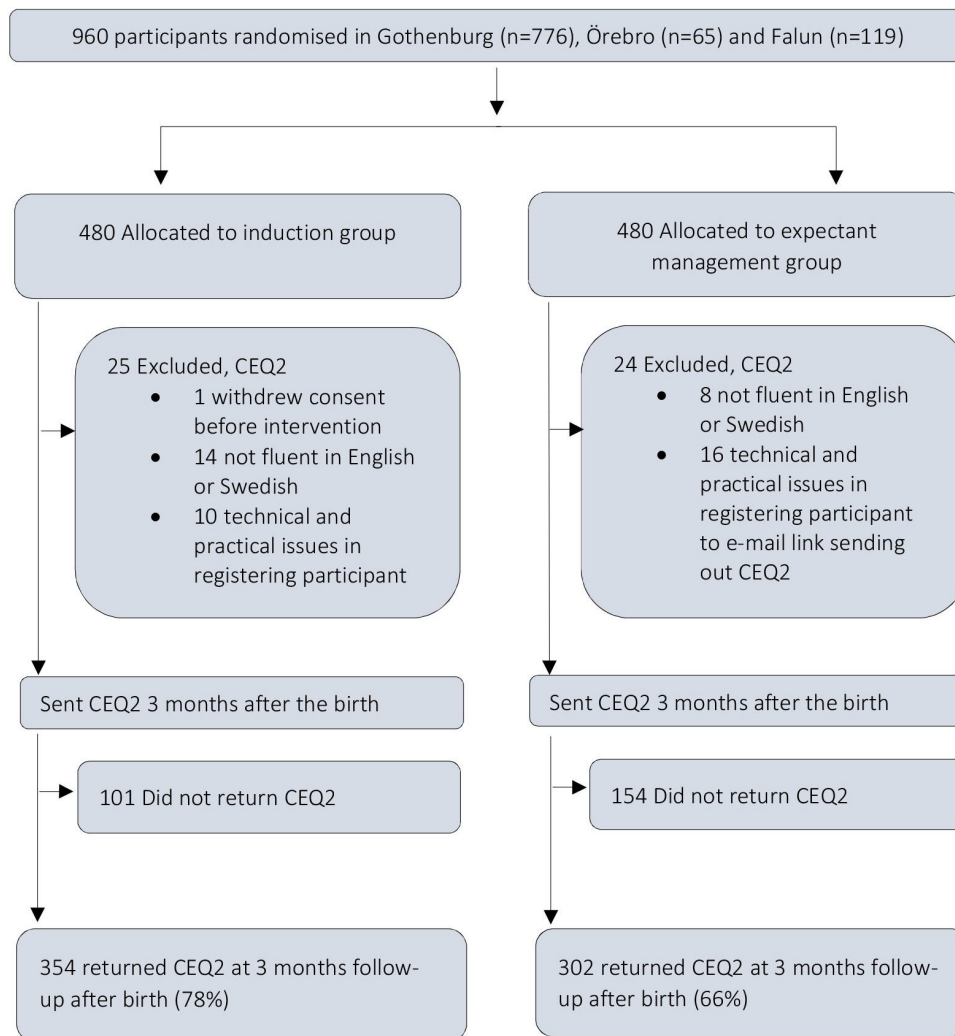 960 participants randomised in Gothenburg (n=776), Örebro (n=65) and Falun (n=119)
480 Allocated to induction group
480 Allocated to expectant
management group
25 Excluded, CEQ2
• 1 withdrew consent
before intervention
• 14 not fluent in English
or Swedish
• 10 technical and
practical issues in
registering participant
24 Excluded, CEQ2
• 8 not fluent in English
or Swedish
• 16 technical and
practical issues in
registering participant
to e-mail link sending
out CEQ2
Sent CEQ2 3 months after the birth
Sent CEQ2 3 months after the birth
101 Did not return CEQ2
154 Did not return CEQ2
354 returned CEQ2 at 3 months follow-
up after birth (78%)
302 returned CEQ2 at 3 months follow-
up after birth (66%)